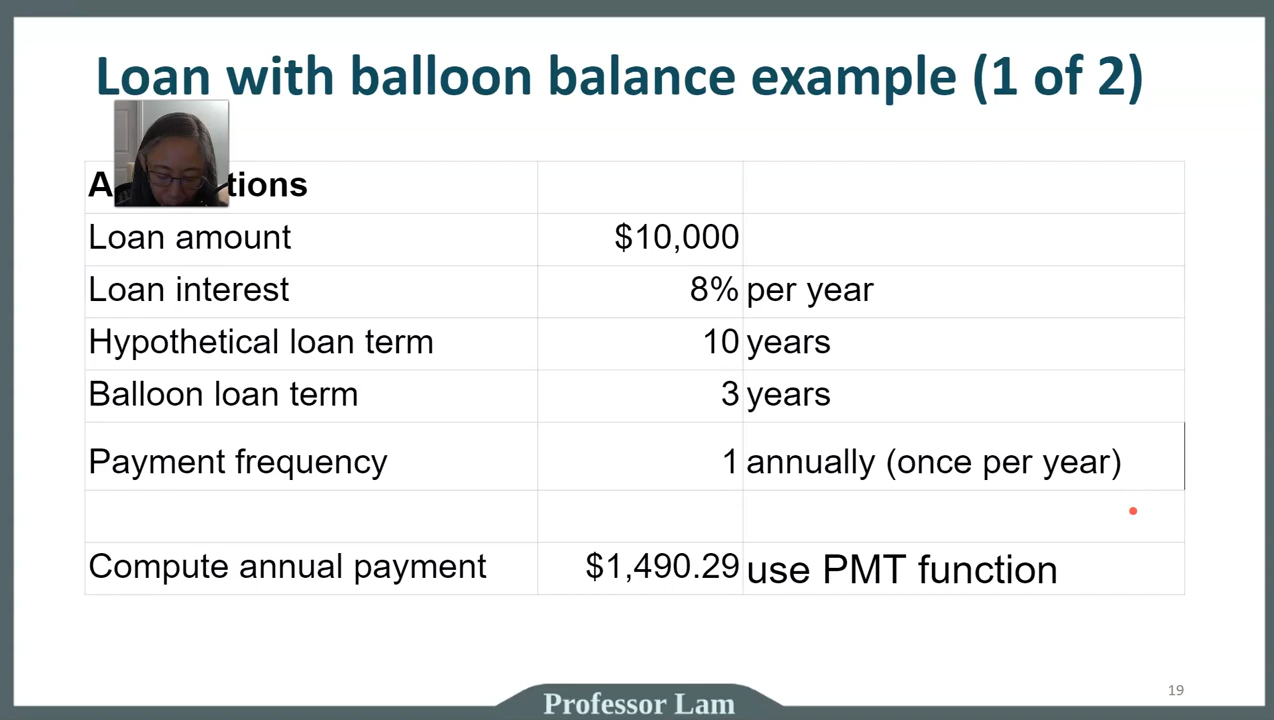 Loan with balloon balance example (1 of 2)
Loan amount $10,000
Loan interest 8% per year
Hypothetical loan term 10 years
Balloon loan term 3 years
Payment frequency 1 annually (once per year)
Compute annual payment $1,490.29 use PMT function
19
Professor Lam